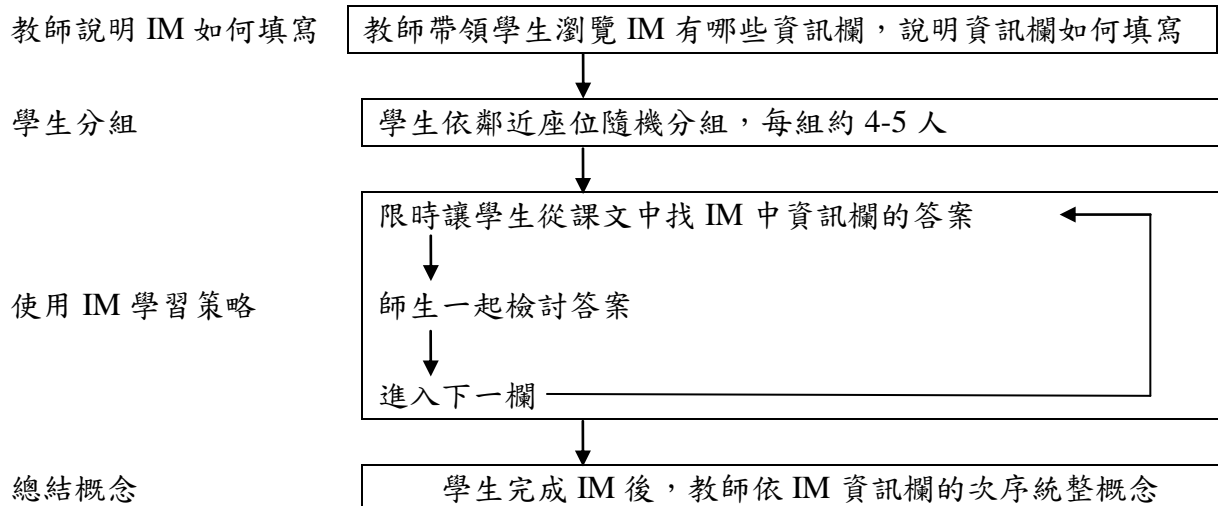 教師說明 IM 如何填寫 教師帶領學生瀏覽 IM 有哪些資訊欄，說明資訊欄如何填寫
學生分組 學生依鄰近座位隨機分組，每組約 4-5 人
限時讓學生從課文中找 IM 中資訊欄的答案
使用 IM 學習策略 師生一起檢討答案
進入下一欄
總結概念 學生完成 IM 後，教師依 IM 資訊欄的次序統整概念